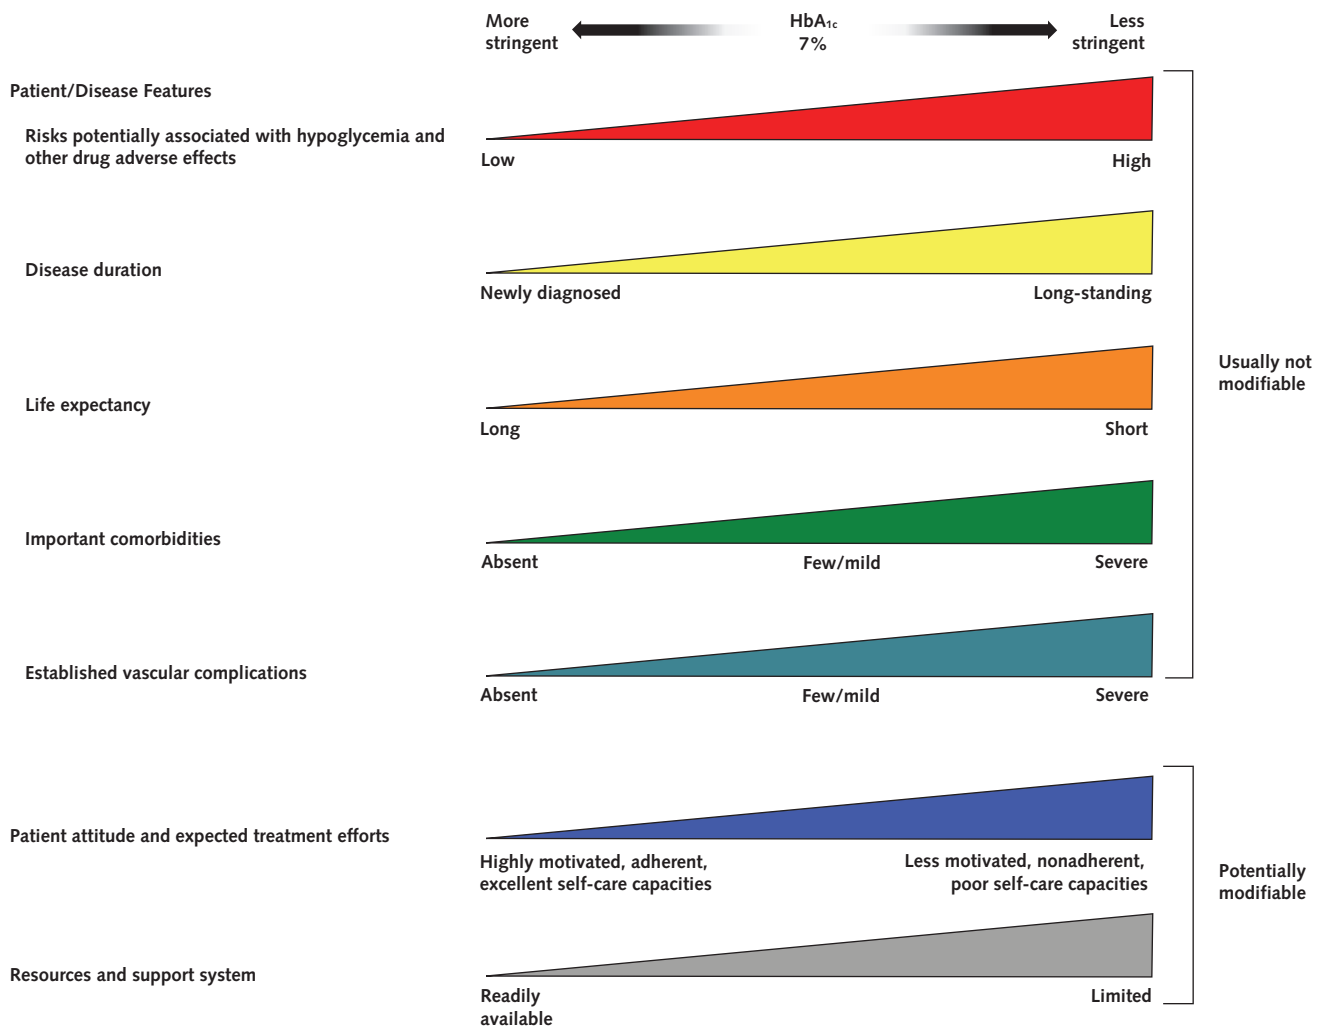 More
stringent
HbA1c
7%
Less
stringent
Patient/Disease Features
Risks potentially associated with hypoglycemia and
other drug adverse effects
Low
High
Disease duration
Newly diagnosed
Long-standing
Usually not
modifiable
Life expectancy
Long
Short
Important comorbidities
Absent
Few/mild
Severe
Established vascular complications
Absent
Few/mild
Severe
Patient attitude and expected treatment efforts
Highly motivated, adherent,
excellent self-care capacities
Less motivated, nonadherent,
poor self-care capacities
Potentially
modifiable
Resources and support system
Readily
available
Limited